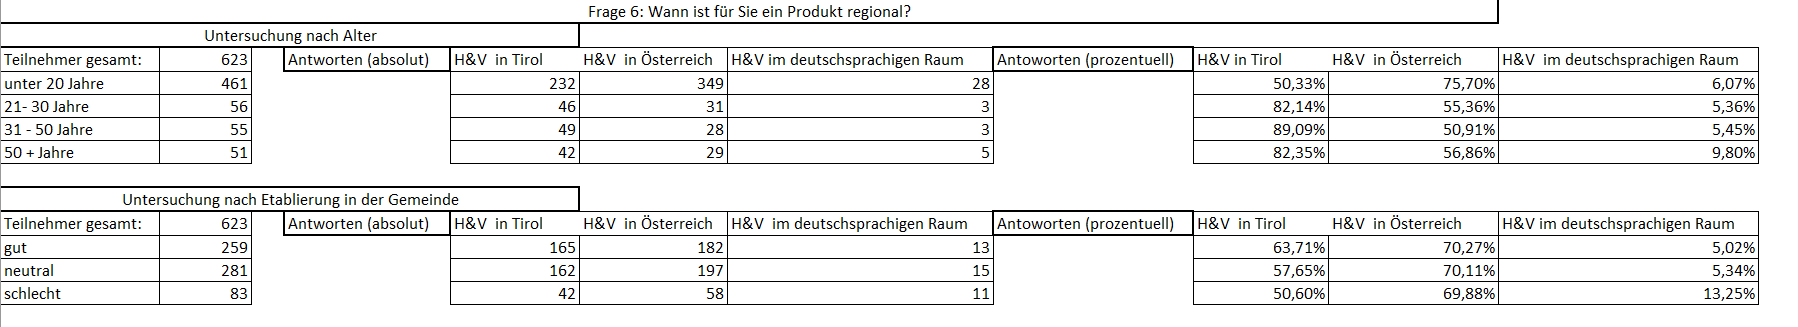 Frage 6: Wann ist für Sie ein Produkt regional?
Untersuchung nach Alter
Teilnehmer gesamt: 623 Antworten (absolut) H&V in Tirol H&V in Österreich H&V im deutschsprachigen Raum Antoworten (prozentuell) H&V in Tirol H&V in Österreich H&V im deutschsprachigen Raum
unter 20 Jahre 461 232 349 28 50,33% 75,70% 6,07%
21- 30 Jahre 56 46 31 3 82,14% 55,36% 5,36%
31 - 50 Jahre 55 49 28 3 89,09% 50,91% 5,45%
50 + Jahre 51 42 29 5 82,35% 56,86% 9,80%
Untersuchung nach Etablierung in der Gemeinde
Teilnehmer gesamt: 623 Antworten (absolut) H&V in Tirol H&V in Österreich H&V im deutschsprachigen Raum Antoworten (prozentuell) H&V in Tirol H&V in Österreich H&V im deutschsprachigen Raum
gut 259 165 182 13 63,71% 70,27% 5,02%
neutral 281 162 197 15 57,65% 70,11% 5,34%
schlecht 83 42 58 11 50,60% 69,88% 13,25%